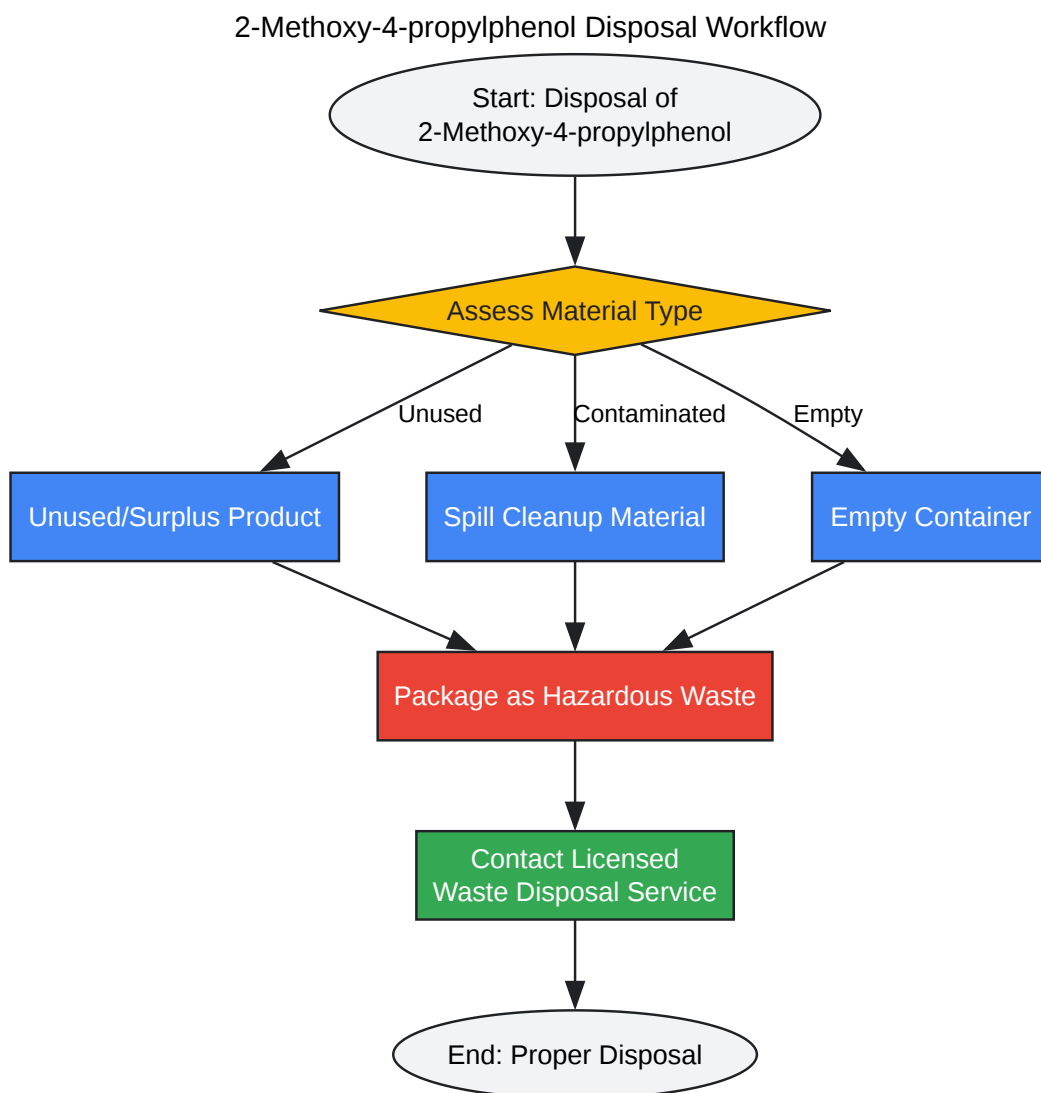 2-Methoxy-4-propylphenol Disposal Workflow
Start: Disposal of
2-Methoxy-4-propylphenol
Assess Material Type
Unused
Contaminated
Empty
Unused/Surplus Product
Spill Cleanup Material
Empty Container
Package as Hazardous Waste
Contact Licensed
Waste Disposal Service
End: Proper Disposal